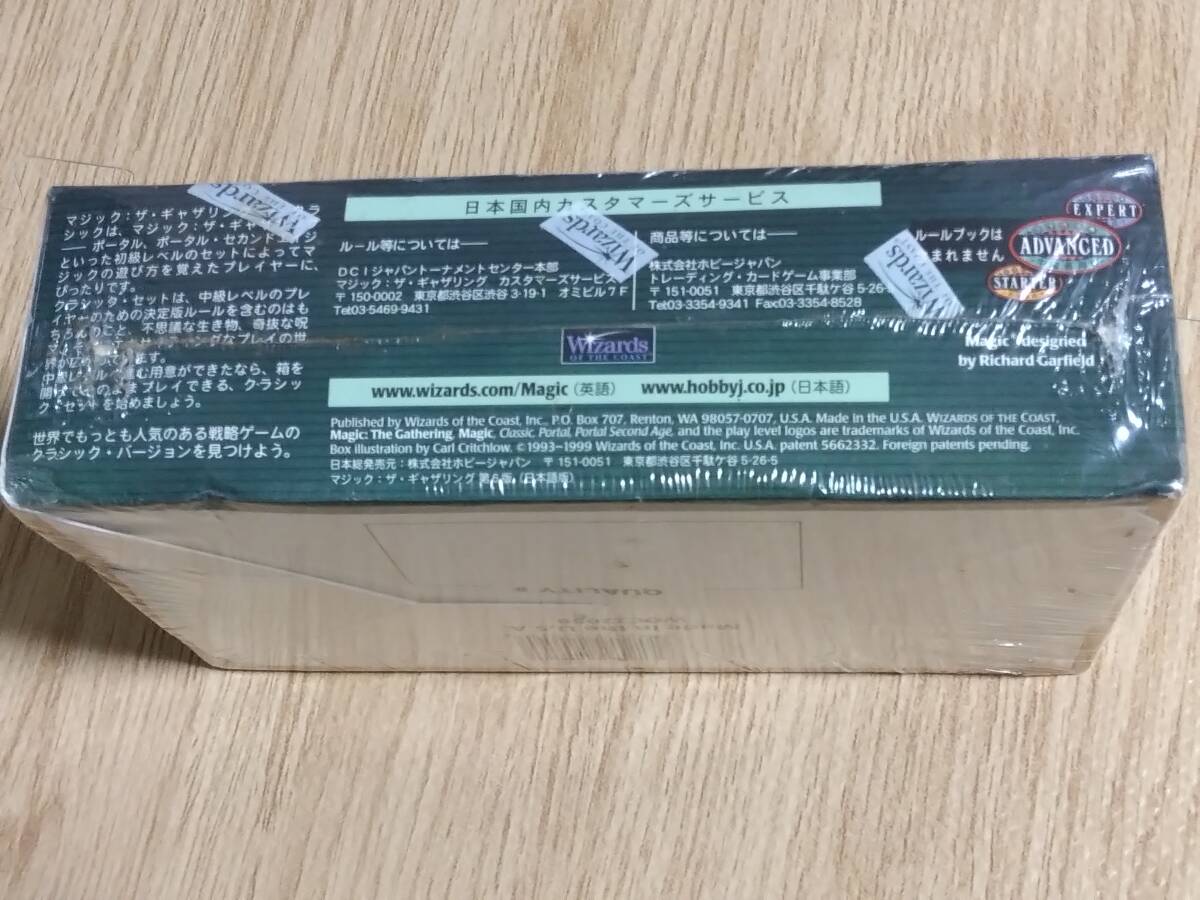 マジック：ザ・ギャザリング
シックは、マジック：ザ・ギャザ
── ポータル、ポータル・セカンド
といった初級レベルのセットによってマ
ジックの遊び方を覚えたプレイヤーに、
ぴったりです。
セットは、中級レベルのプレ
イヤーのための決定版ルールを含むのはも
ちろんのこと、不思議な生き物、奇抜な呪
なプレイの世
む用意ができたなら、箱を
プレイできる、クラシッ
ク・セットを始めましょう。
世界でもっとも人気のある戦略ゲームの
クラシック・バージョンを見つけよう。
日本国内カスタマーズサービス
ルール等については──
DCIジャパントーナメントセンター本部
マジック：ザ・ギャザリング カスタマーズサービス
〒150-0002 東京都渋谷区渋谷 3-19-1 オミビル7F
Tel03-5469-9431
商品等については──
株式会社ホビージャパン
トレーディング・カードゲーム事業部
〒151-0051 東京都渋谷区千駄ケ谷 5-26-
Tel03-3354-9341 Fax03-3354-8528
Wizards
Wizards
Wizards
ルールブックは
まれません
EXPERT
ADVANCED
STARTER
Magic designed
by Richard Garfield
Wizards
OF THE COAST
www.wizards.com/Magic（英語） www.hobbyj.co.jp（日本語）
Published by Wizards of the Coast, Inc., P.O. Box 707, Renton, WA 98057-0707, U.S.A. Made in the U.S.A. WIZARDS OF THE COAST,
Magic: The Gathering, Magic, Classic, Portal, Portal Second Age, and the play level logos are trademarks of Wizards of the Coast, Inc.
Box illustration by Carl Critchlow. ©1993–1999 Wizards of the Coast, Inc. U.S.A. patent 5662332. Foreign patents pending.
日本総発売元：株式会社ホビージャパン 〒151-0051 東京都渋谷区千駄ケ谷 5-26-5
マジック：ザ・ギャザリング 第6版（日本語版）
QUALITY
Made in the U.S.A.